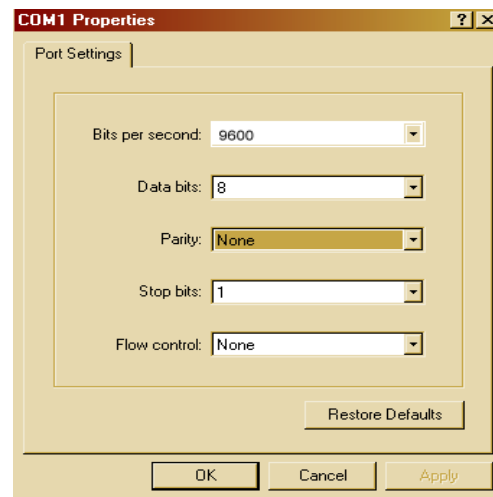 COM1 Properties
Port Settings
Bits per second: 9600
Data bits: 8
Parity: None
Stop bits: 1
Flow control: None
Restore Defaults
OK Cancel Apply